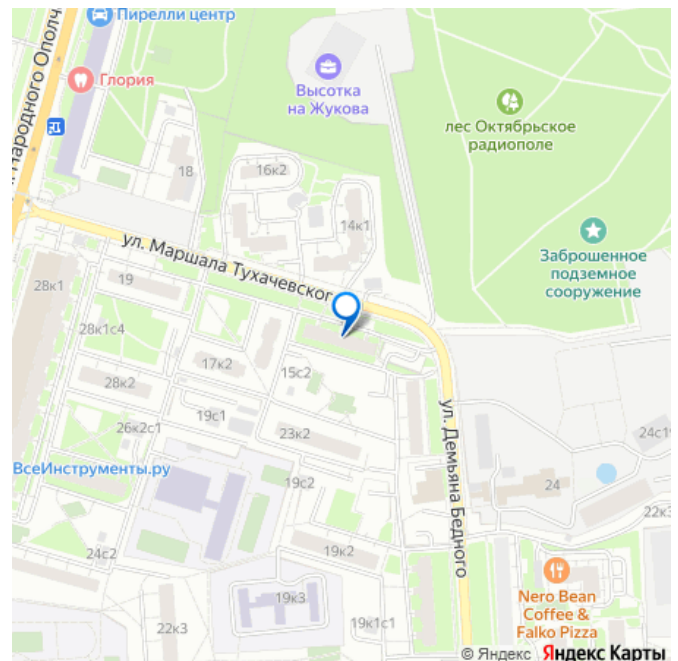 Пирелли центр
Народного Ополч
Глория
Высотка
на Жукова
лес Октябрьское
радиополе
18
16к2
14к1
ул. Маршала Тухачевског
Заброшенное
подземное
сооружение
28к1
19
28к1с4
17к2
15с2
28к2
19с1
26к2с1
23к2
ул. Демьяна Бедного
24с1
ВсеИнструменты.ру
19с2
24
22к3
24с2
19к2
19к3
19к1с1
22к3
Nero Bean
Coffee &
Falko Pizza
© Яндекс Яндекс Карты